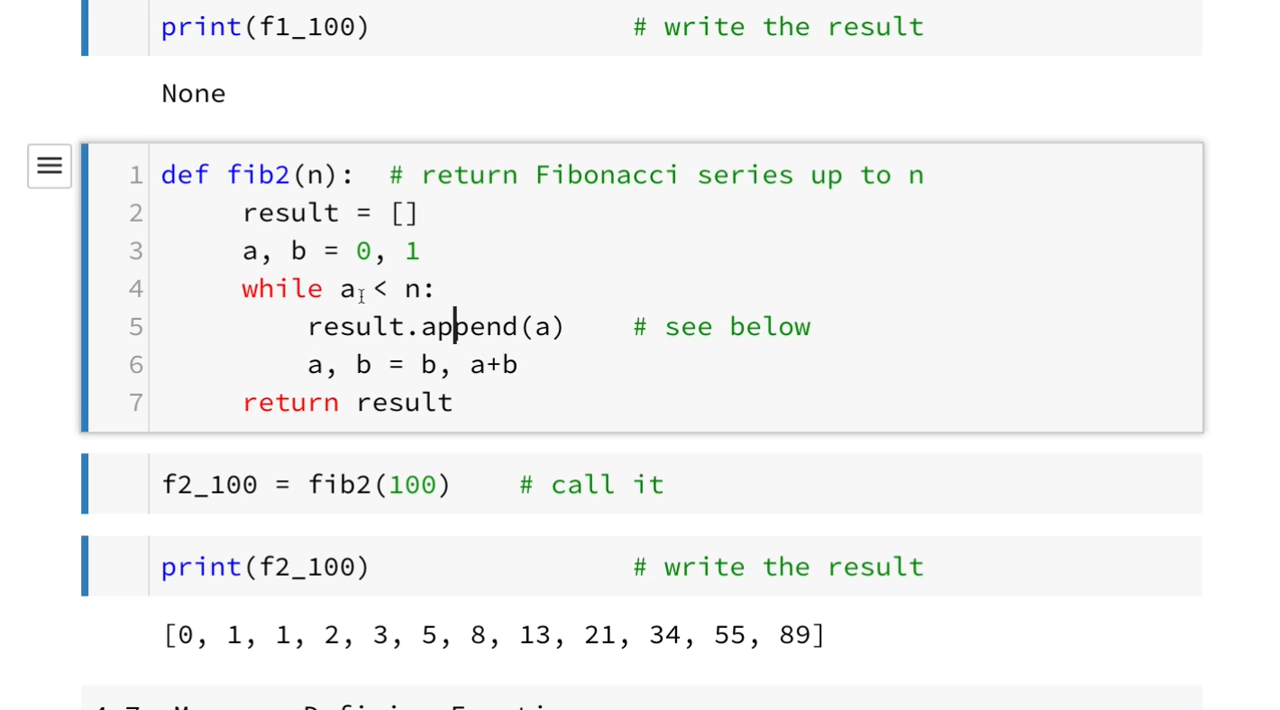 print(f1_100) # write the result
None
1 def fib2(n): # return Fibonacci series up to n
2 result = []
3 a, b = 0, 1
4 while a < n:
5 result.append(a) # see below
6 a, b = b, a+b
7 return result
f2_100 = fib2(100) # call it
print(f2_100) # write the result
[0, 1, 1, 2, 3, 5, 8, 13, 21, 34, 55, 89]